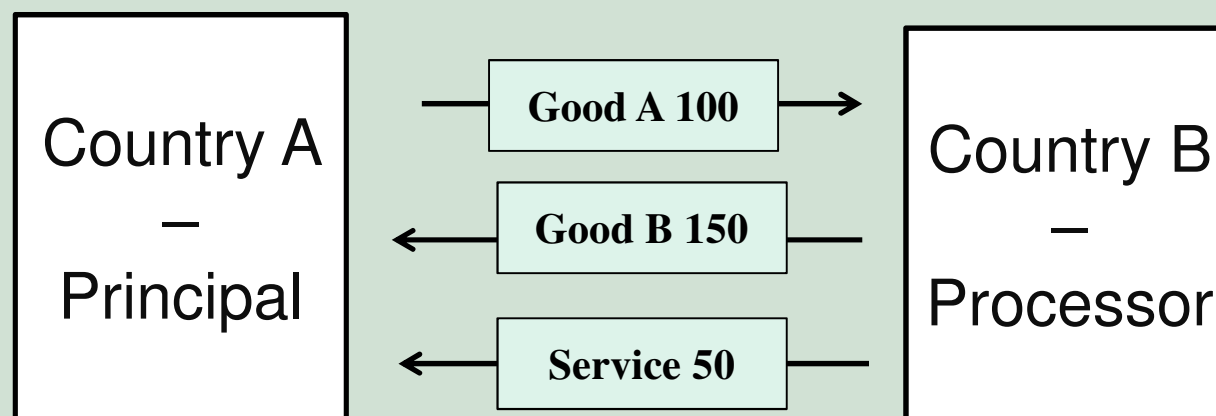 Country A
–
Principal
Good A 100
Good B 150
Service 50
Country B
–
Processor